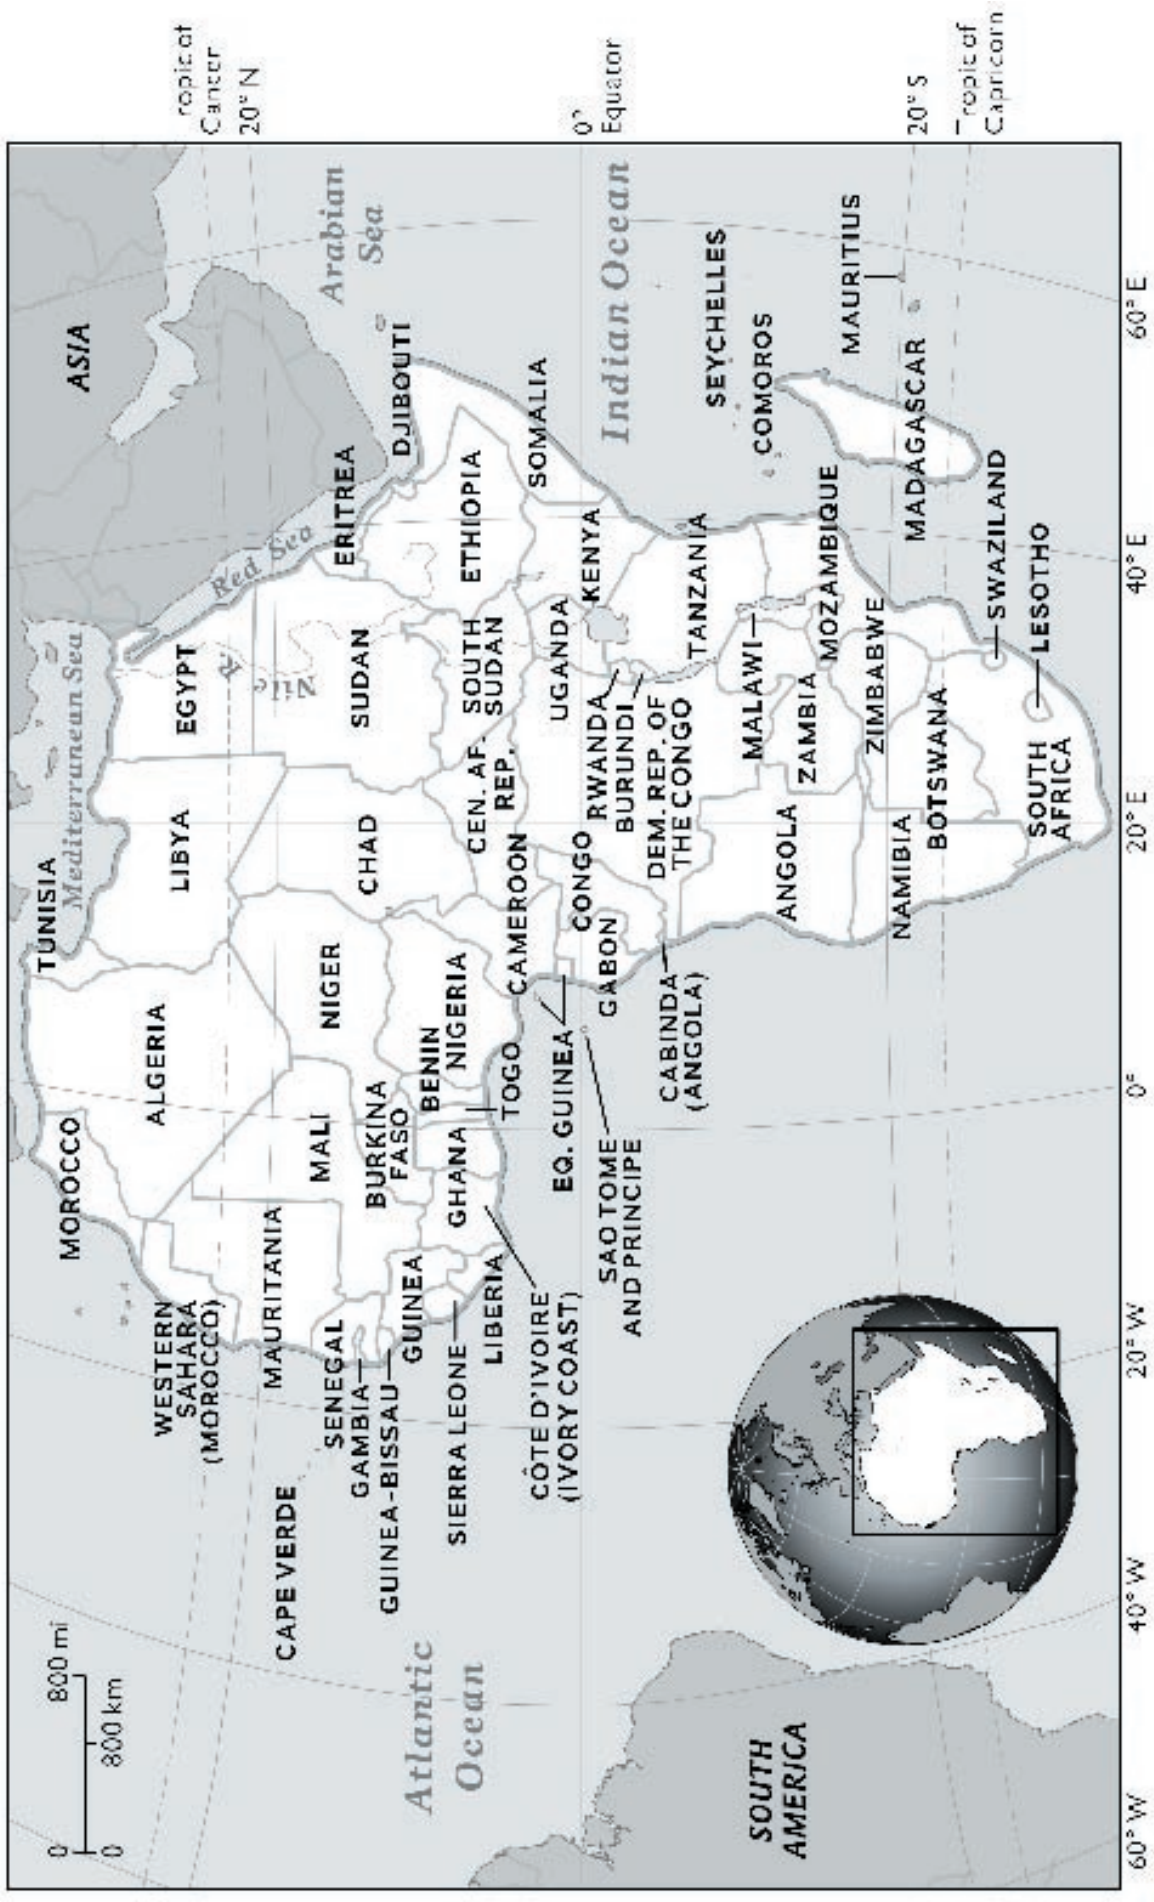 0 800 mi
0 800 km
ASIA
Mediterranean Sea
Red Sea
Arabian
Sea
Nile R.
TUNISIA
MOROCCO
ALGERIA
LIBYA
EGYPT
WESTERN
SAHARA
(MOROCCO)
MAURITANIA
MALI
NIGER
CHAD
SUDAN
ERITREA
DJIBOUTI
CAPE VERDE
SENEGAL
GAMBIA
GUINEA-BISSAU
GUINEA
SIERRA LEONE
LIBERIA
CÔTE D'IVOIRE
(IVORY COAST)
BURKINA
FASO
GHANA
TOGO
BENIN
NIGERIA
CAMEROON
CEN. AF.
REP.
SOUTH
SUDAN
ETHIOPIA
SOMALIA
EQ. GUINEA
SAO TOME
AND PRINCIPE
GABON
CONGO
UGANDA
KENYA
RWANDA
BURUNDI
DEM. REP. OF
THE CONGO
CABINDA
(ANGOLA)
TANZANIA
SEYCHELLES
COMOROS
MALAWI
ANGOLA
ZAMBIA
MOZAMBIQUE
MAURITIUS
ZIMBABWE
MADAGASCAR
NAMIBIA
BOTSWANA
SWAZILAND
LESOTHO
SOUTH
AFRICA
Atlantic
Ocean
Indian Ocean
SOUTH
AMERICA
ropic of
Cancer
20° N
0°
Equator
20° S
Tropic of
Capricorn
60° W
40° W
20° W
0°
20° E
40° E
60° E